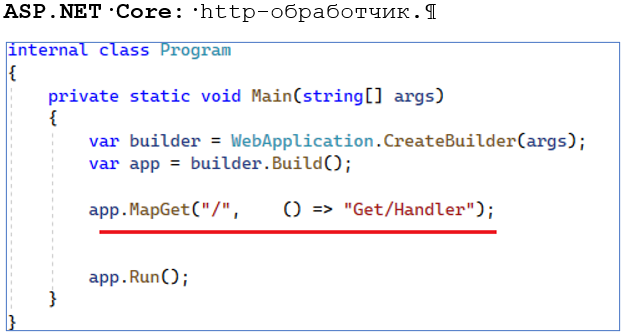 ASP.NET·Core:·http-обработчик.¶
internal class Program
{
    private static void Main(string[] args)
    {
        var builder = WebApplication.CreateBuilder(args);
        var app = builder.Build();
        app.MapGet("/",    () => "Get/Handler");
        app.Run();
    }
}